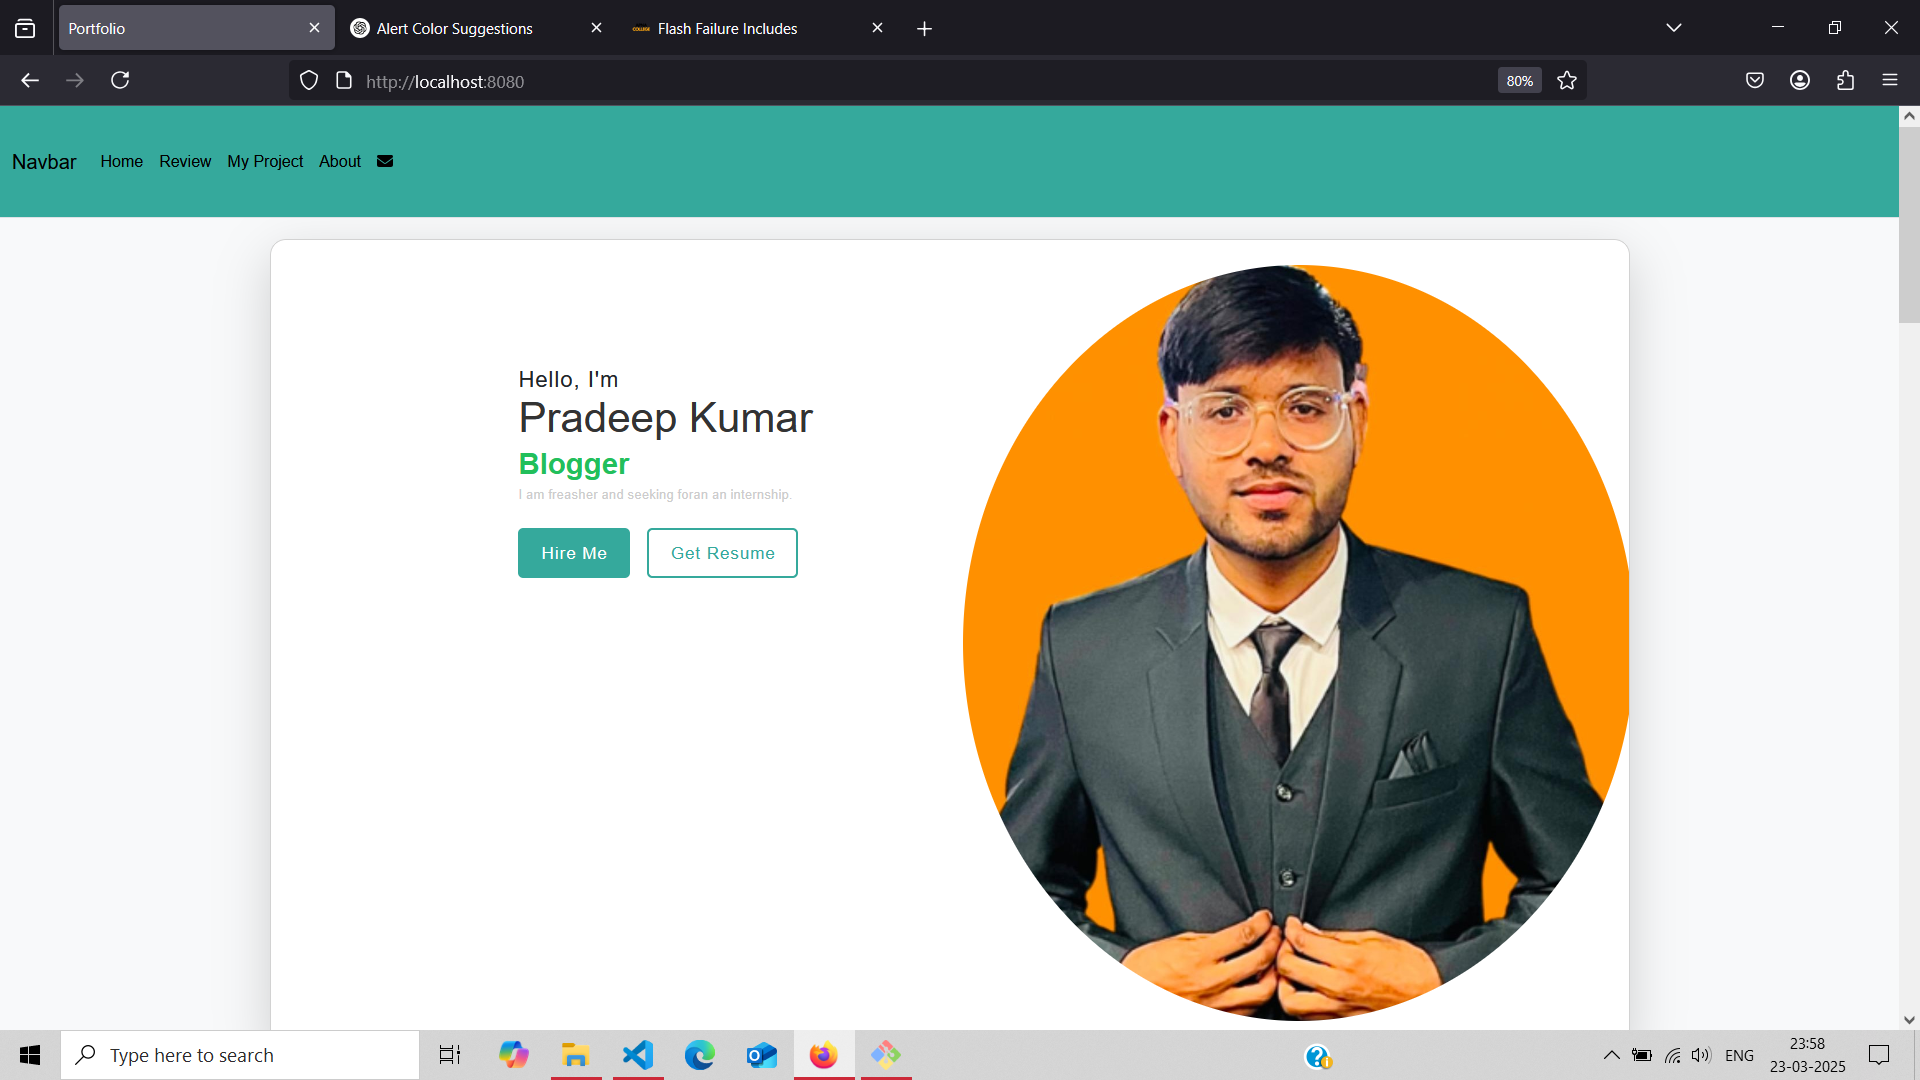 Portfolio
Alert Color Suggestions
COLLEGE Flash Failure Includes
http://localhost:8080
80%
Navbar Home Review My Project About
Hello, I'm
Pradeep Kumar
Blogger
I am freasher and seeking foran an internship.
Hire Me Get Resume
Type here to search
ENG
23:58
23-03-2025